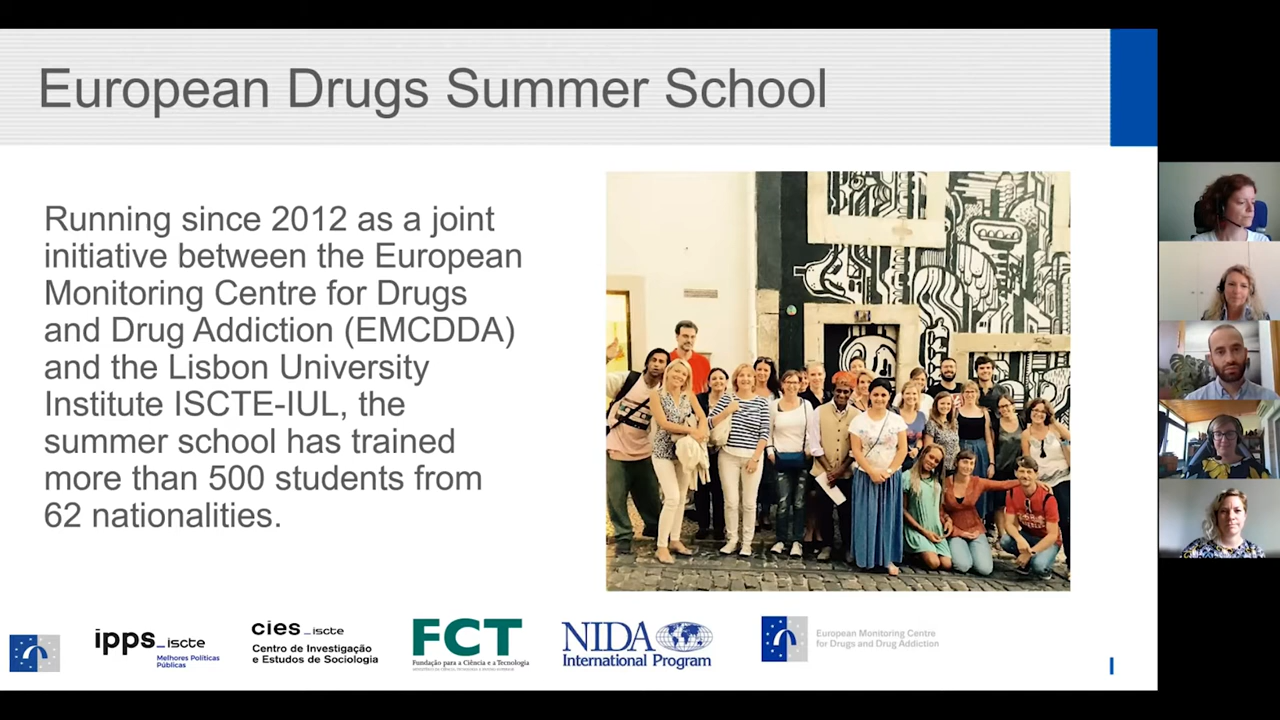 European Drugs Summer School
Running since 2012 as a joint
initiative between the European
Monitoring Centre for Drugs
and Drug Addiction (EMCDDA)
and the Lisbon University
Institute ISCTE-IUL, the
summer school has trained
more than 500 students from
62 nationalities.
ipps_iscte
Melhores Políticas
Públicas
cies_iscte
Centro de Investigação
e Estudos de Sociologia
FCT
Fundação para a Ciência e a Tecnologia
NIDA
International Program
European Monitoring Centre
for Drugs and Drug Addiction